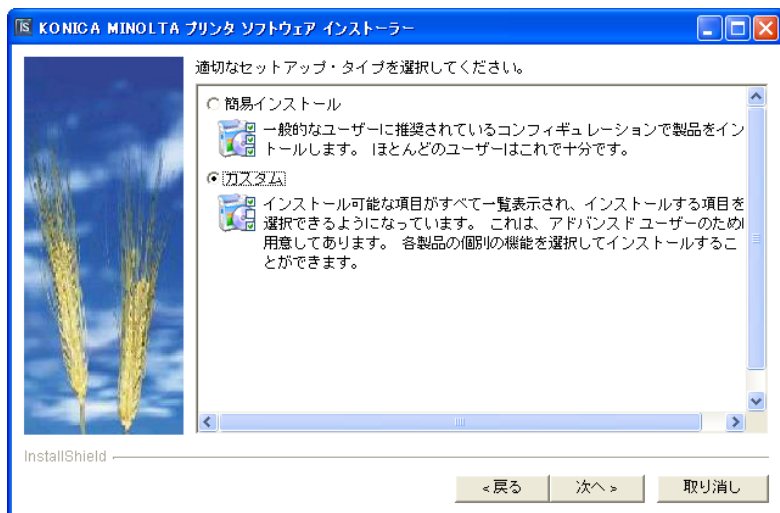 KONICA MINOLTA プリンタ ソフトウェア インストーラー
適切なセットアップ・タイプを選択してください。
簡易インストール
一般的なユーザーに推奨されているコンフィギュレーションで製品をイン
トールします。 ほとんどのユーザーはこれで十分です。
カスタム
インストール可能な項目がすべて一覧表示され、インストールする項目を
選択できるようになっています。 これは、アドバンスド ユーザーのため
用意してあります。 各製品の個別の機能を選択してインストールするこ
とができます。
InstallShield
<戻る 次へ> 取り消し